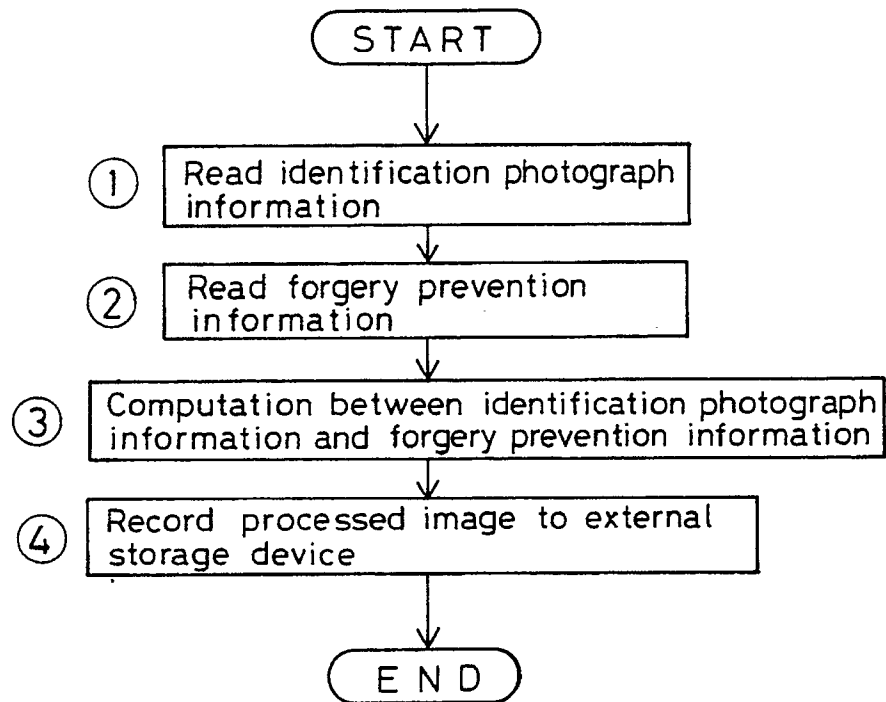 START
① Read identification photograph
information
② Read forgery prevention
information
③ Computation between identification photograph
information and forgery prevention information
④ Record processed image to external
storage device
END